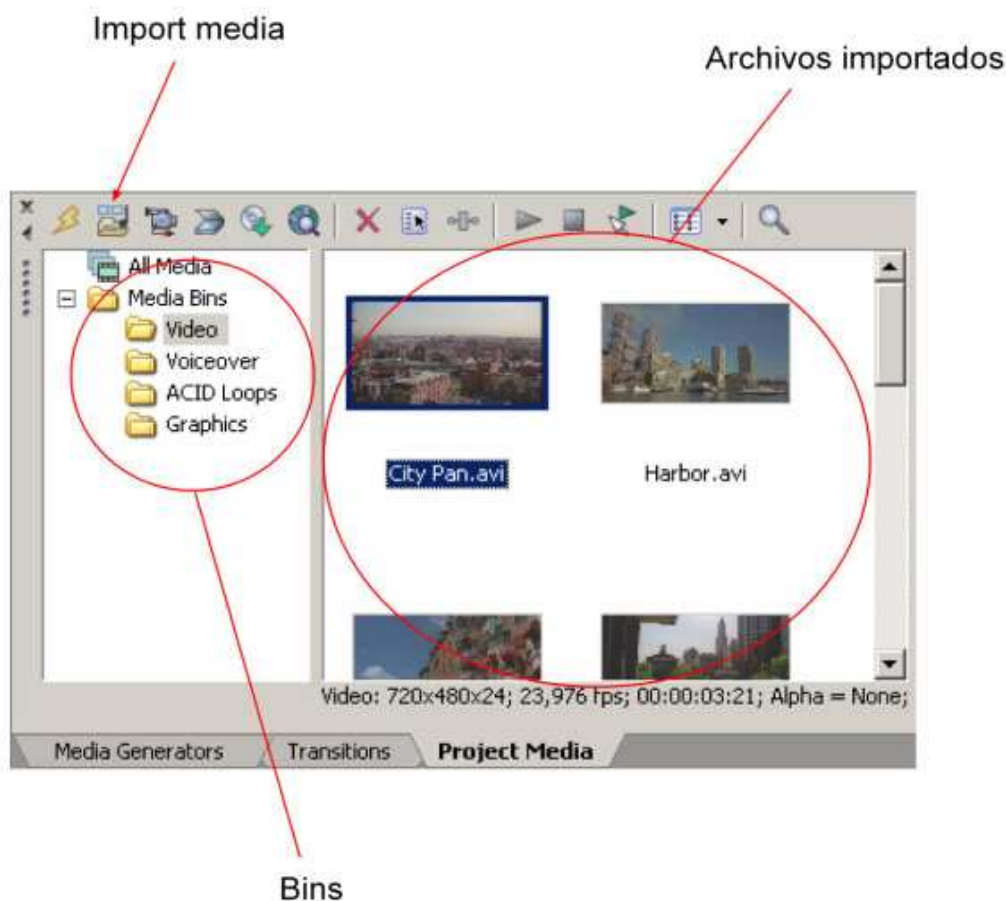 Import media
Archivos importados
All Media
Media Bins
Video
Voiceover
ACID Loops
Graphics
City Pan.avi
Harbor.avi
Video: 720x480x24; 23,976 fps; 00:00:03:21; Alpha = None;
Media Generators
Transitions
Project Media
Bins